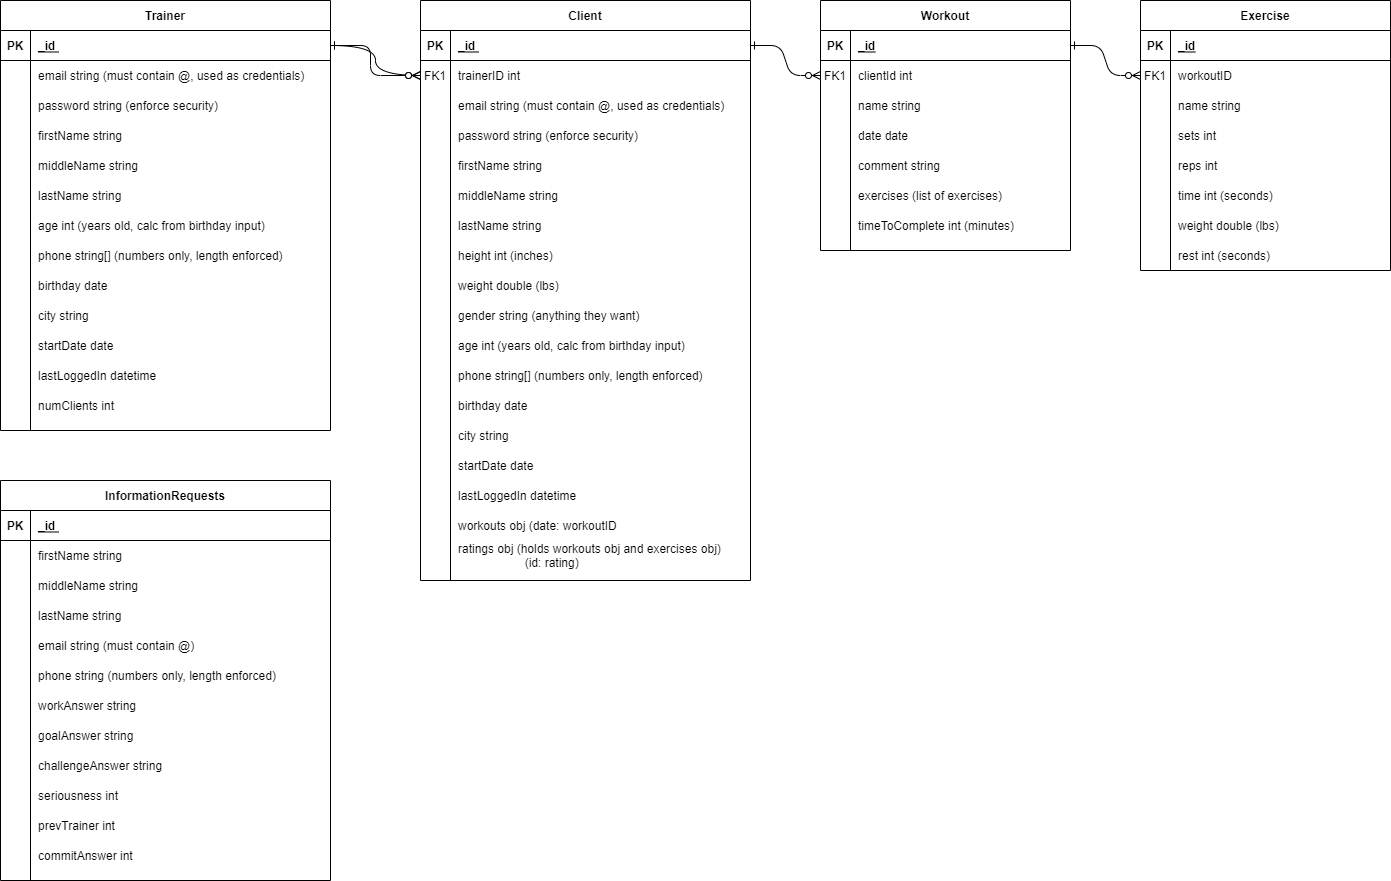 Trainer
PK _id
email string (must contain @, used as credentials)
password string (enforce security)
firstName string
middleName string
lastName string
age int (years old, calc from birthday input)
phone string[] (numbers only, length enforced)
birthday date
city string
startDate date
lastLoggedIn datetime
numClients int
Client
PK _id
FK1 trainerID int
email string (must contain @, used as credentials)
password string (enforce security)
firstName string
middleName string
lastName string
height int (inches)
weight double (lbs)
gender string (anything they want)
age int (years old, calc from birthday input)
phone string[] (numbers only, length enforced)
birthday date
city string
startDate date
lastLoggedIn datetime
workouts obj (date: workoutID
ratings obj (holds workouts obj and exercises obj)
(id: rating)
Workout
PK _id
FK1 clientId int
name string
date date
comment string
exercises (list of exercises)
timeToComplete int (minutes)
Exercise
PK _id
FK1 workoutID
name string
sets int
reps int
time int (seconds)
weight double (lbs)
rest int (seconds)
InformationRequests
PK _id
firstName string
middleName string
lastName string
email string (must contain @)
phone string (numbers only, length enforced)
workAnswer string
goalAnswer string
challengeAnswer string
seriousness int
prevTrainer int
commitAnswer int